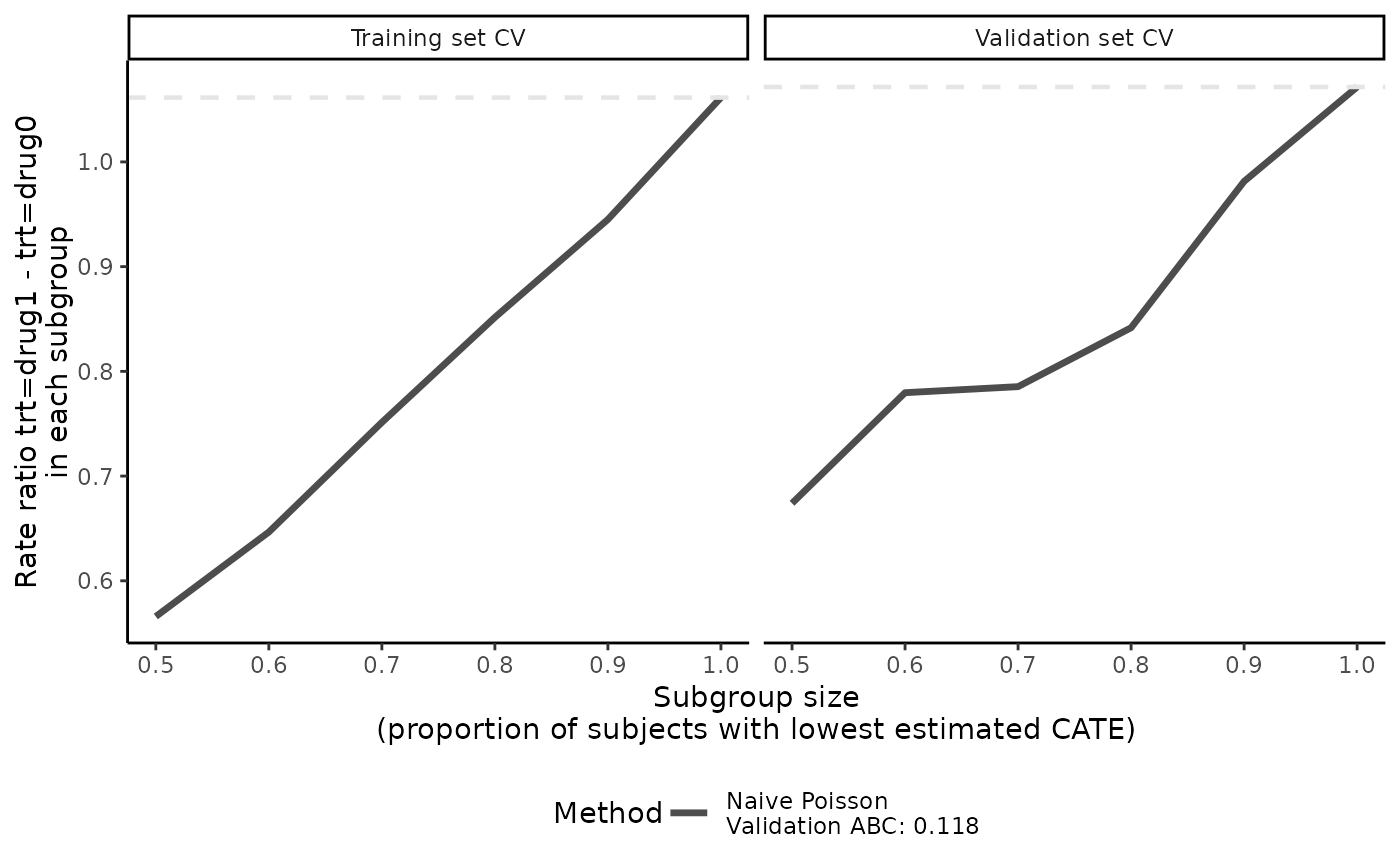 Training set CV
Validation set CV
Rate ratio trt=drug1 - trt=drug0
in each subgroup
1.0
0.9
0.8
0.7
0.6
0.5 0.6 0.7 0.8 0.9 1.0
0.5 0.6 0.7 0.8 0.9 1.0
Subgroup size
(proportion of subjects with lowest estimated CATE)
Method
Naive Poisson
Validation ABC: 0.118